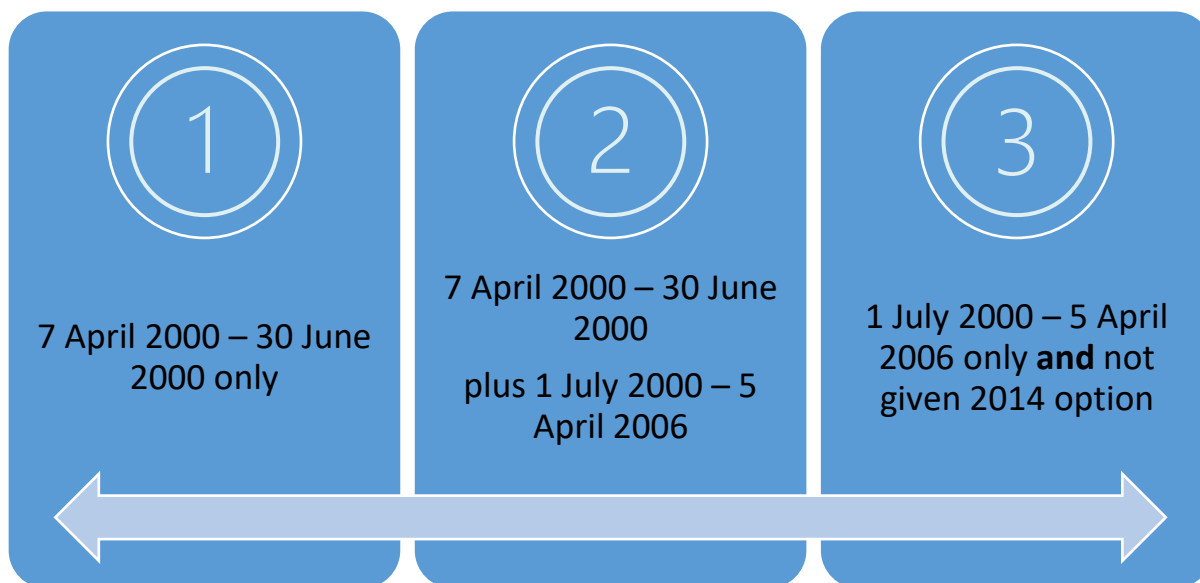 1
7 April 2000 – 30 June
2000 only
2
7 April 2000 – 30 June
2000
plus 1 July 2000 – 5
April 2006
3
1 July 2000 – 5 April
2006 only and not
given 2014 option